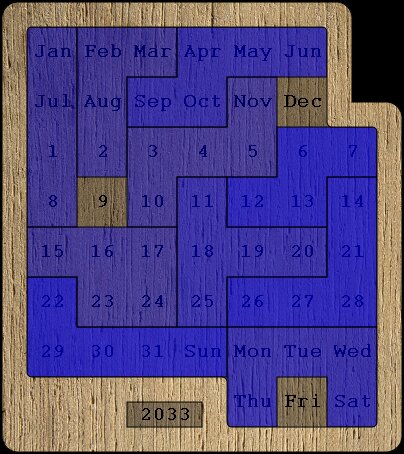 Jan Feb Mar Apr May Jun
Jul Aug Sep Oct Nov Dec
1 2 3 4 5 6 7
8 9 10 11 12 13 14
15 16 17 18 19 20 21
22 23 24 25 26 27 28
29 30 31 Sun Mon Tue Wed
Thu Fri Sat
2033